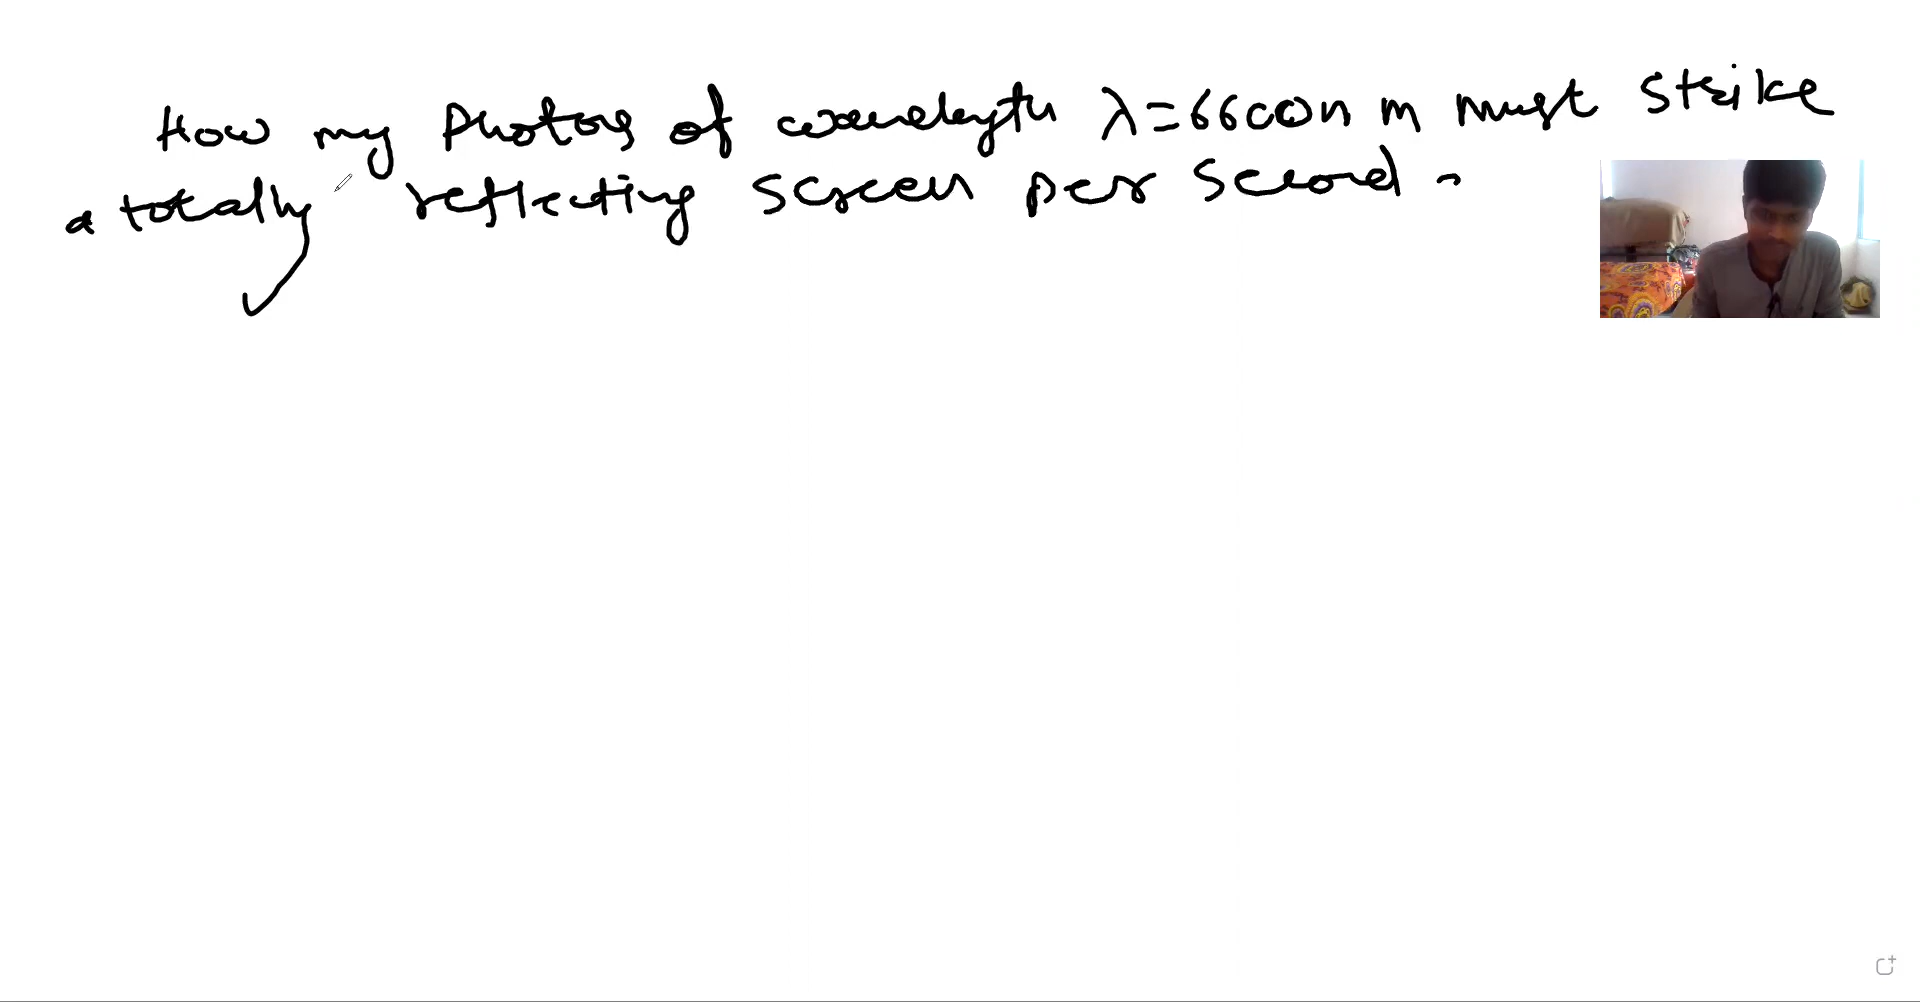 How my Photons of wavelength λ=6600n m must strike
a totally reflecting screen per second